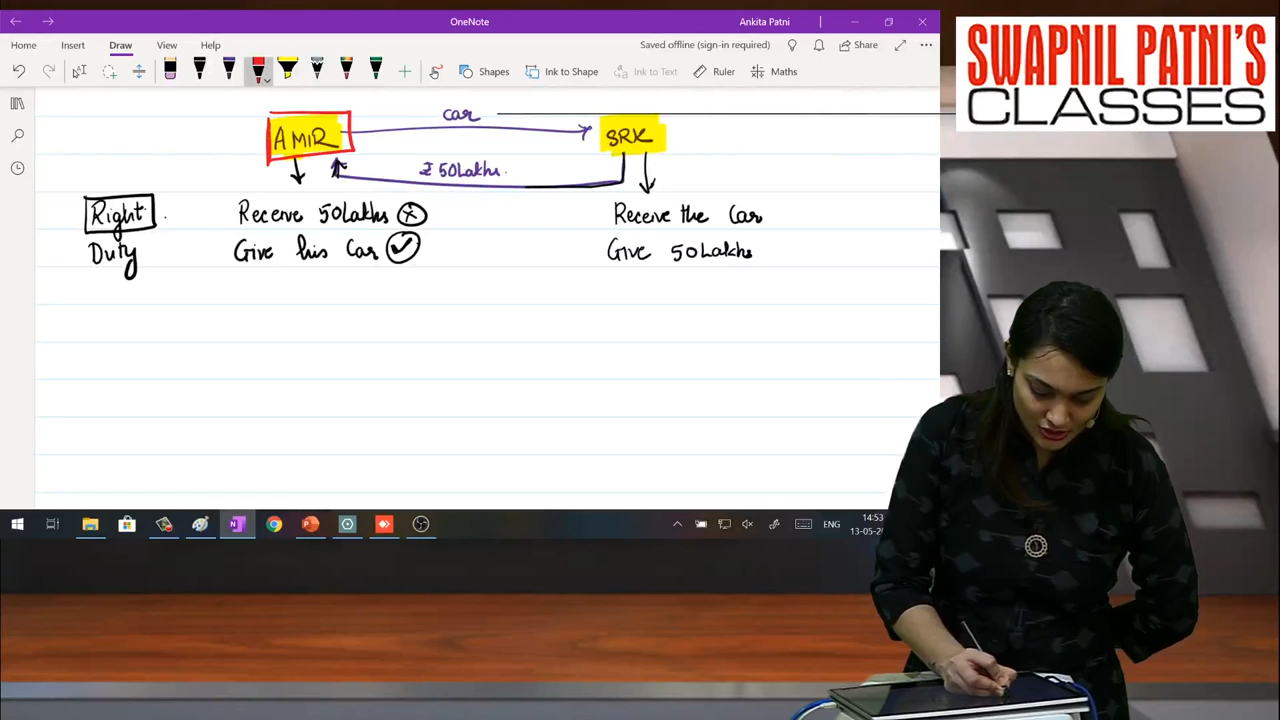 OneNote
Ankita Patni
Home Insert Draw View Help
Saved offline (sign-in required)
Share
Shapes
Ink to Shape
Ink to Text
Ruler
Maths
SWAPNIL PATNI'S
CLASSES
car
AMIR
SRK
₹ 50Lakhs.
Right. Receive 50Lakhs Receive the Car
Duty Give his Car Give 50Lakhs
ENG
14:53